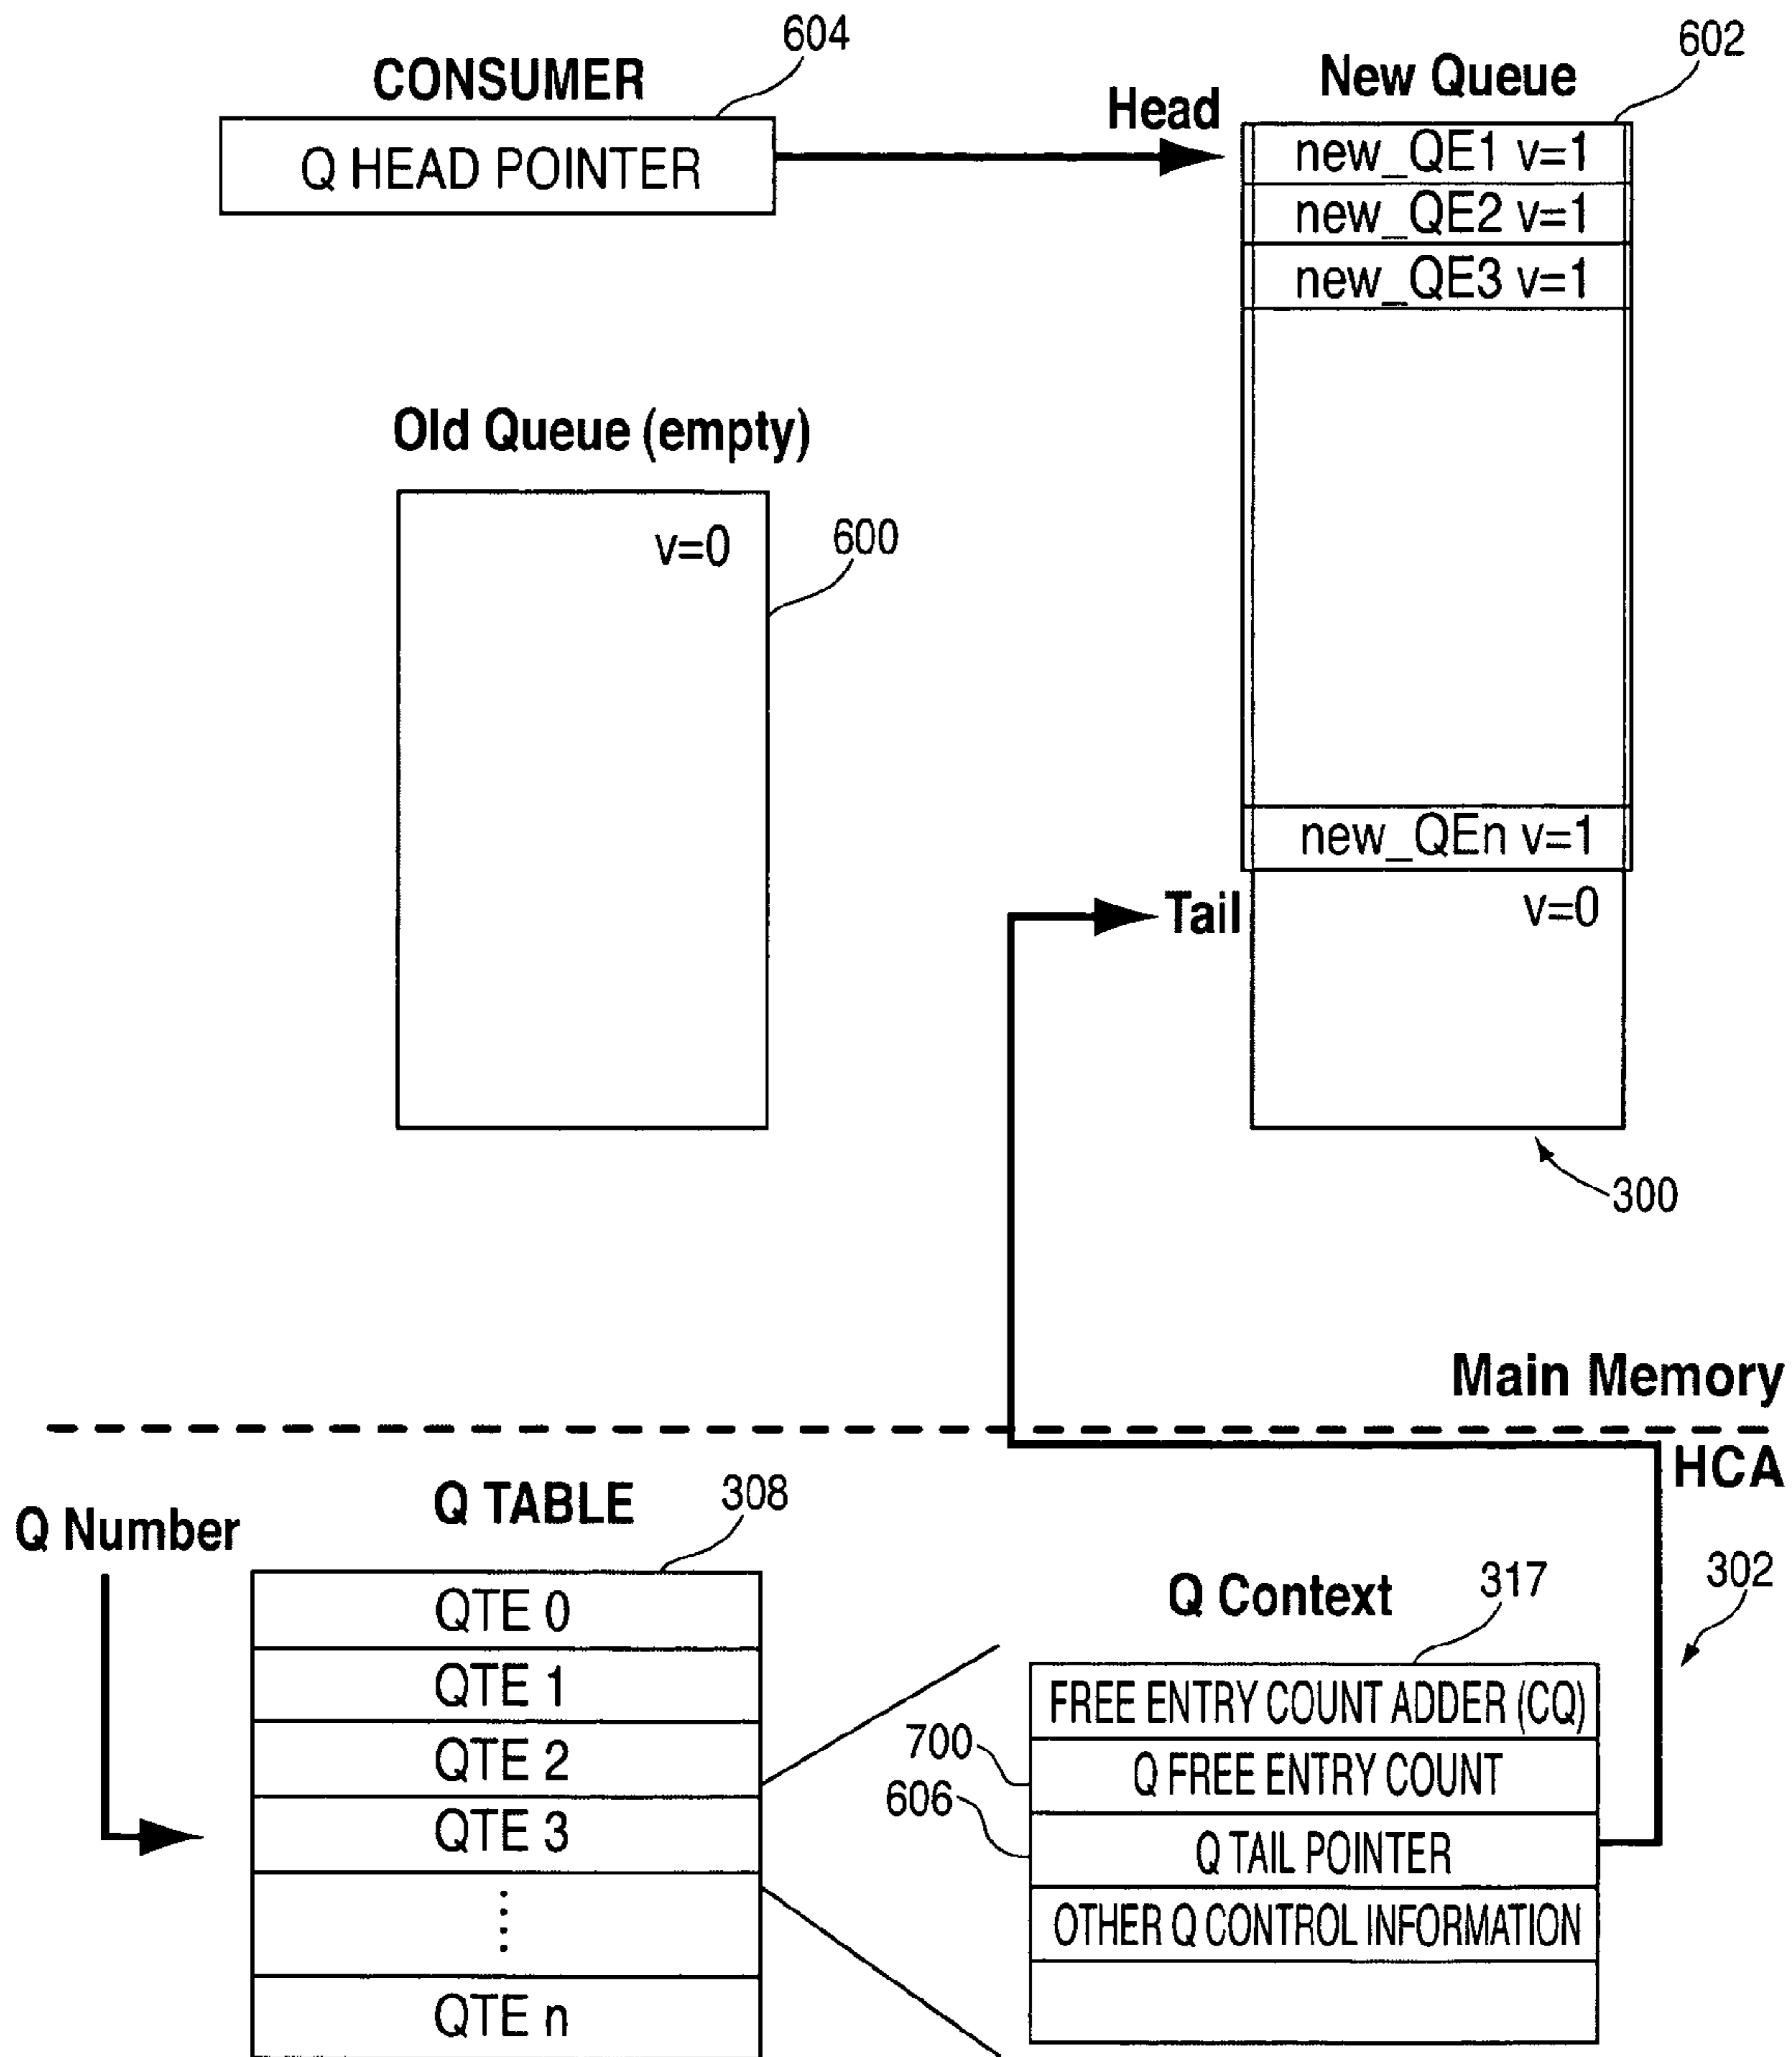 604
CONSUMER
Q HEAD POINTER
Head
New Queue
602
new_QE1 v=1
new_QE2 v=1
new_QE3 v=1
Old Queue (empty)
v=0
600
new_QEn v=1
Tail
v=0
300
Main Memory
HCA
Q Number
Q TABLE
308
QTE 0
QTE 1
QTE 2
QTE 3
QTE n
Q Context
317
302
FREE ENTRY COUNT ADDER (CQ)
700
Q FREE ENTRY COUNT
606
Q TAIL POINTER
OTHER Q CONTROL INFORMATION